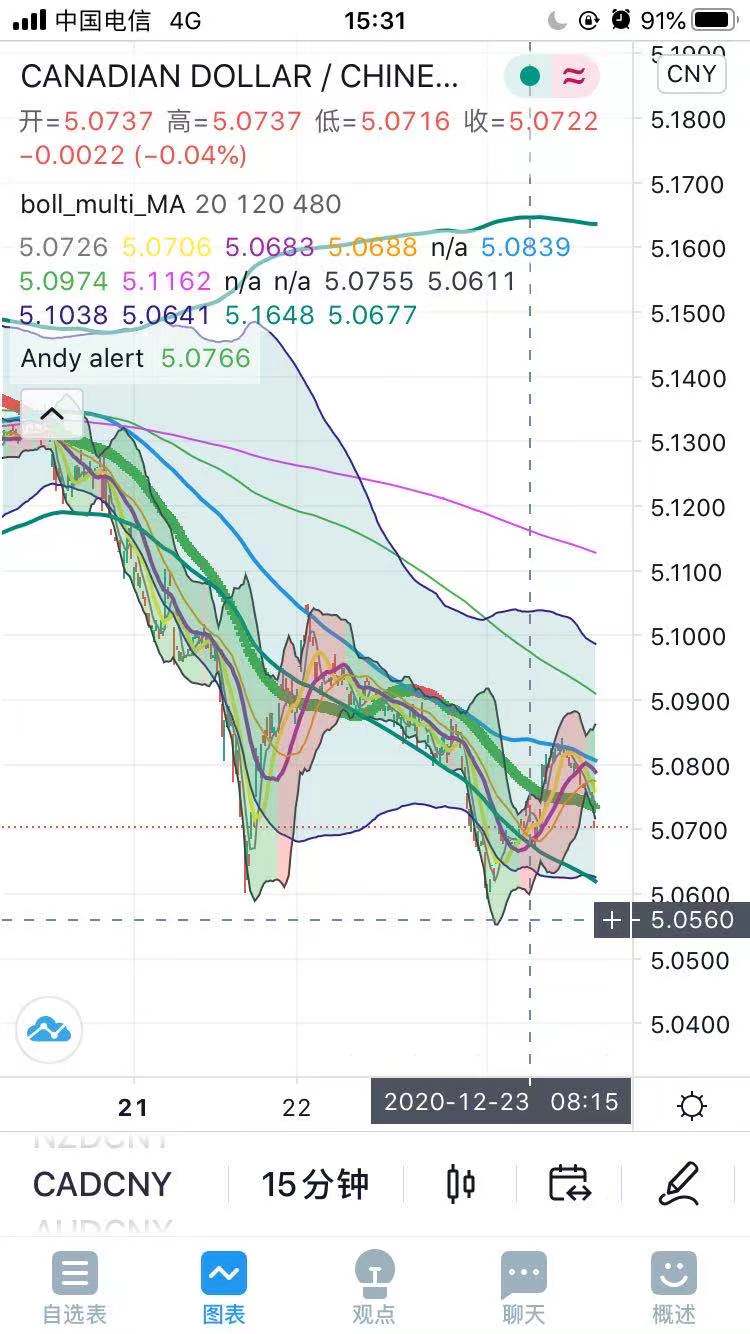 中国电信 4G 15:31 91%
5.1900
CANADIAN DOLLAR / CHINE... CNY
开=5.0737 高=5.0737 低=5.0716 收=5.0722
5.1800
−0.0022 (−0.04%)
5.1700
boll_multi_MA 20 120 480
5.0726 5.0706 5.0683 5.0688 n/a 5.0839
5.1600
5.0974 5.1162 n/a n/a 5.0755 5.0611
5.1038 5.0641 5.1648 5.0677
5.1500
Andy alert 5.0766
5.1400
5.1300
5.1200
5.1100
5.1000
5.0900
5.0800
5.0700
5.0600
5.0560
5.0500
5.0400
21 22 2020-12-23 08:15
NZDCNY
CADCNY 15分钟
AUDCNY
自选表 图表 观点 聊天 概述